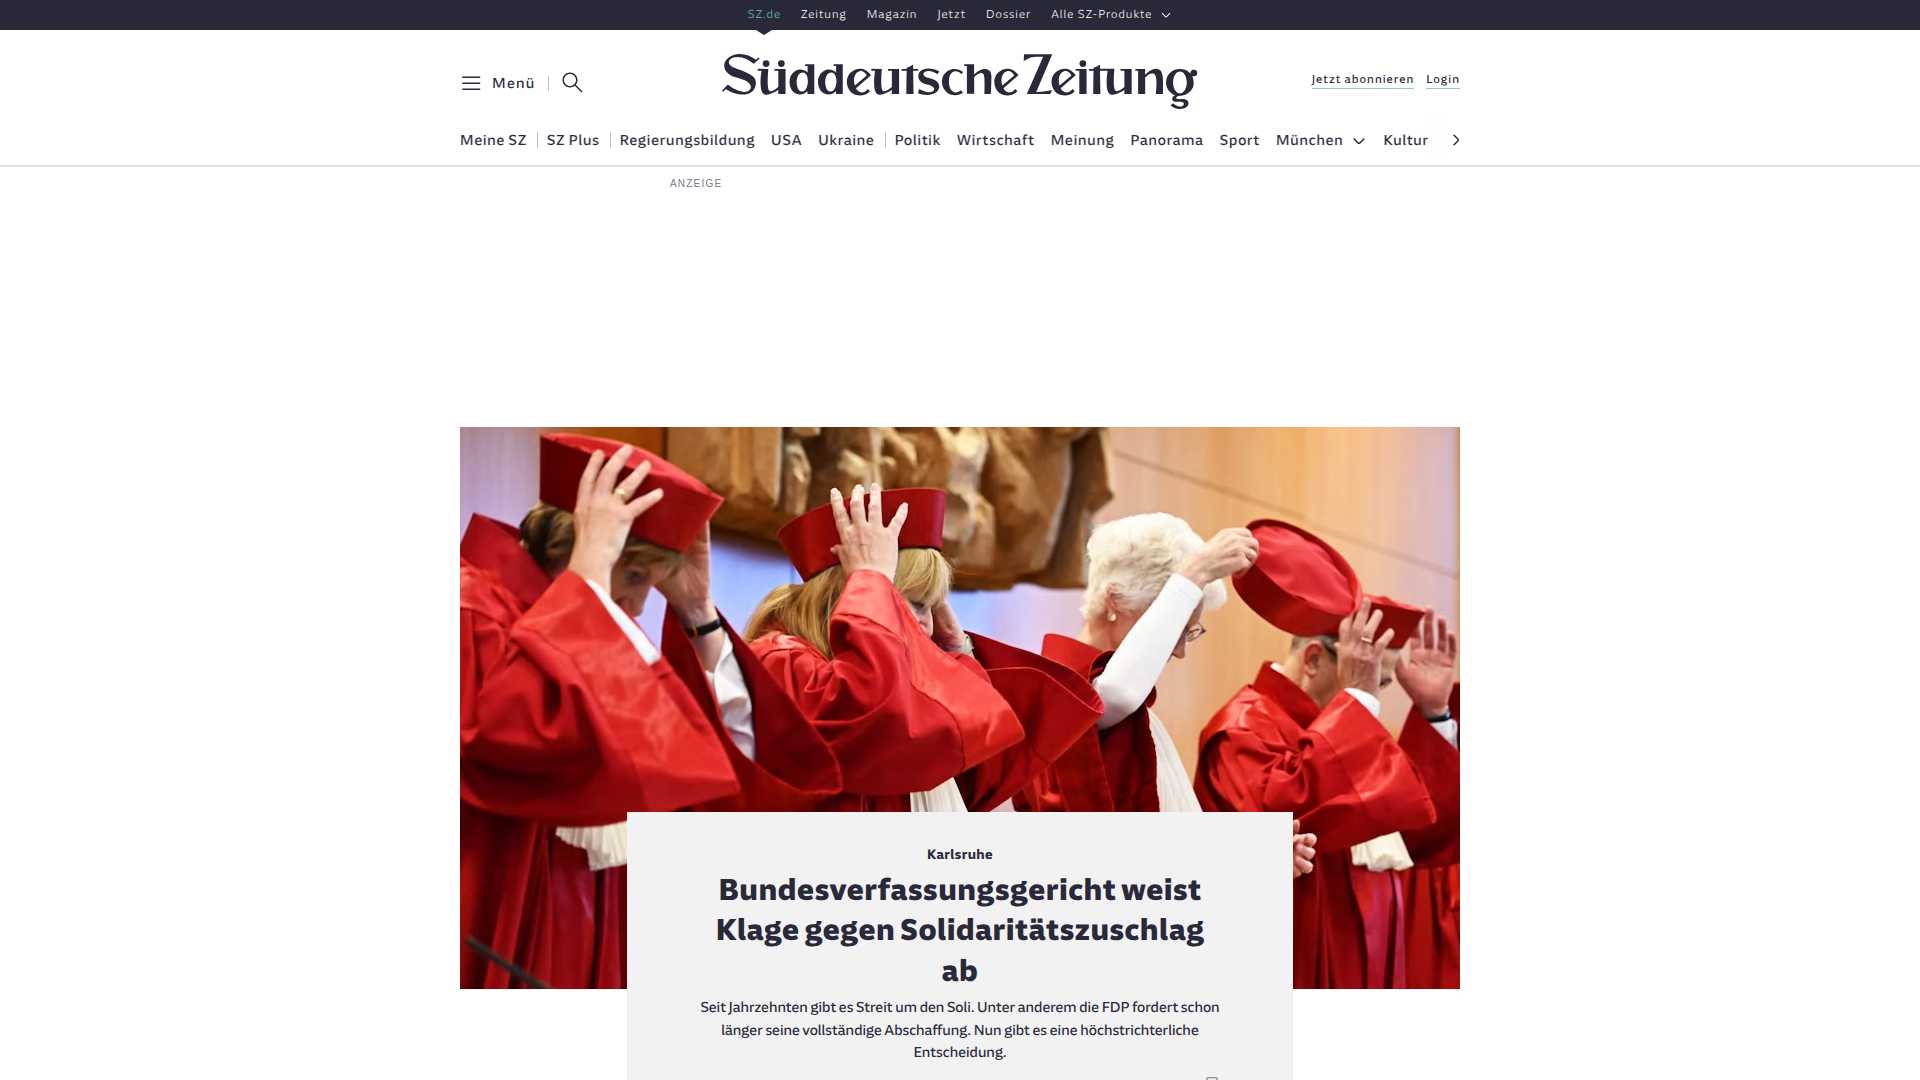 SZ.de Zeitung Magazin Jetzt Dossier Alle SZ-Produkte
Menü
Süddeutsche Zeitung
Jetzt abonnieren Login
Meine SZ SZ Plus Regierungsbildung USA Ukraine Politik Wirtschaft Meinung Panorama Sport München Kultur
ANZEIGE
Karlsruhe
Bundesverfassungsgericht weist
Klage gegen Solidaritätszuschlag
ab
Seit Jahrzehnten gibt es Streit um den Soli. Unter anderem die FDP fordert schon
länger seine vollständige Abschaffung. Nun gibt es eine höchstrichterliche
Entscheidung.